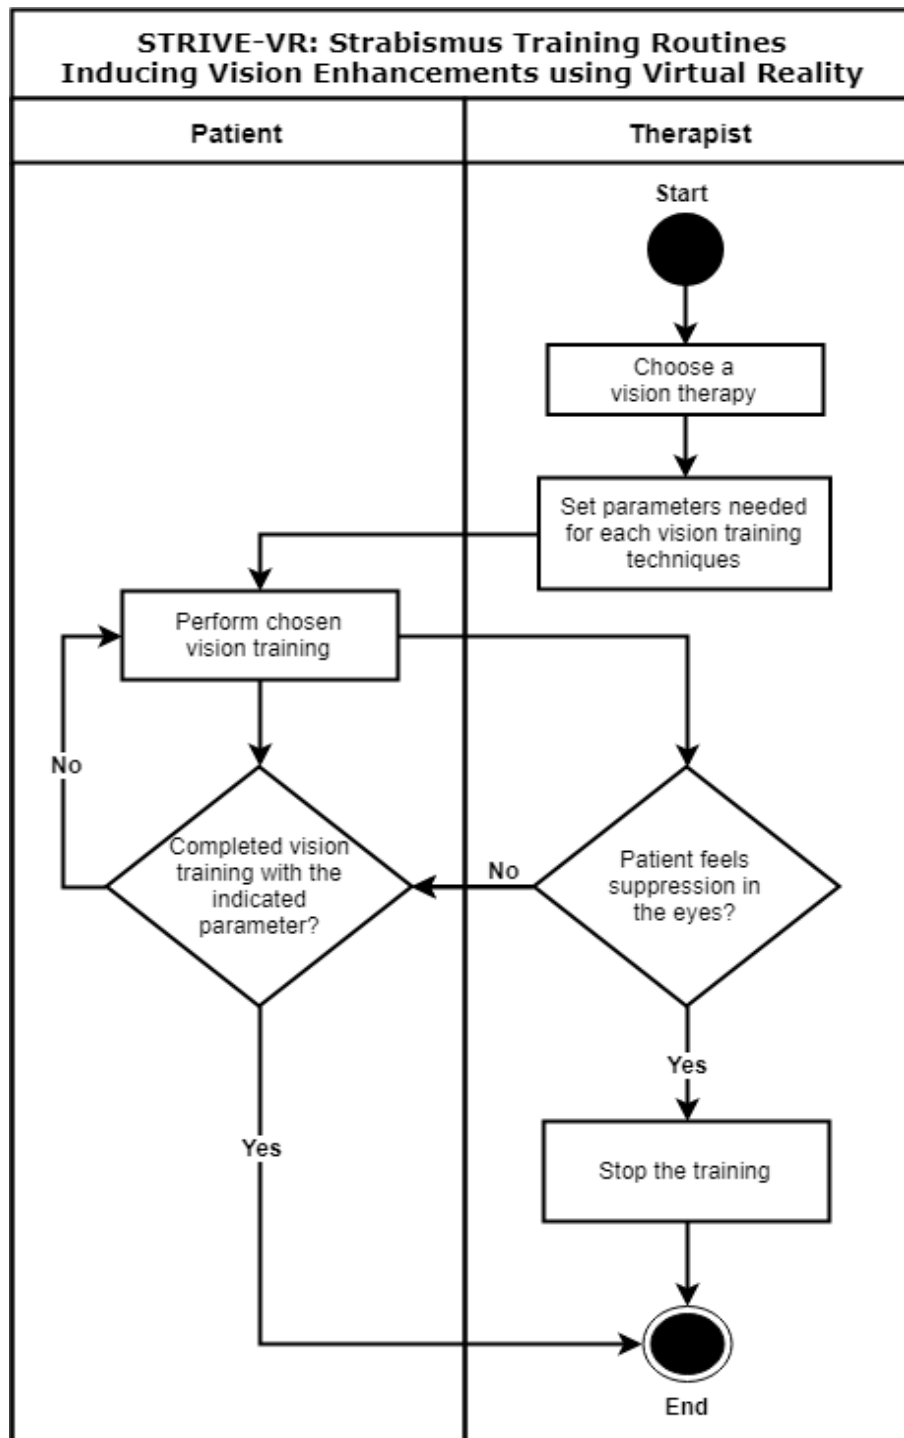 STRIVE-VR: Strabismus Training Routines
Inducing Vision Enhancements using Virtual Reality
Patient
Therapist
Start
Choose a
vision therapy
Set parameters needed
for each vision training
techniques
Perform chosen
vision training
No
Completed vision
training with the
indicated
parameter?
No
Patient feels
suppression in
the eyes?
Yes
Yes
Stop the training
End